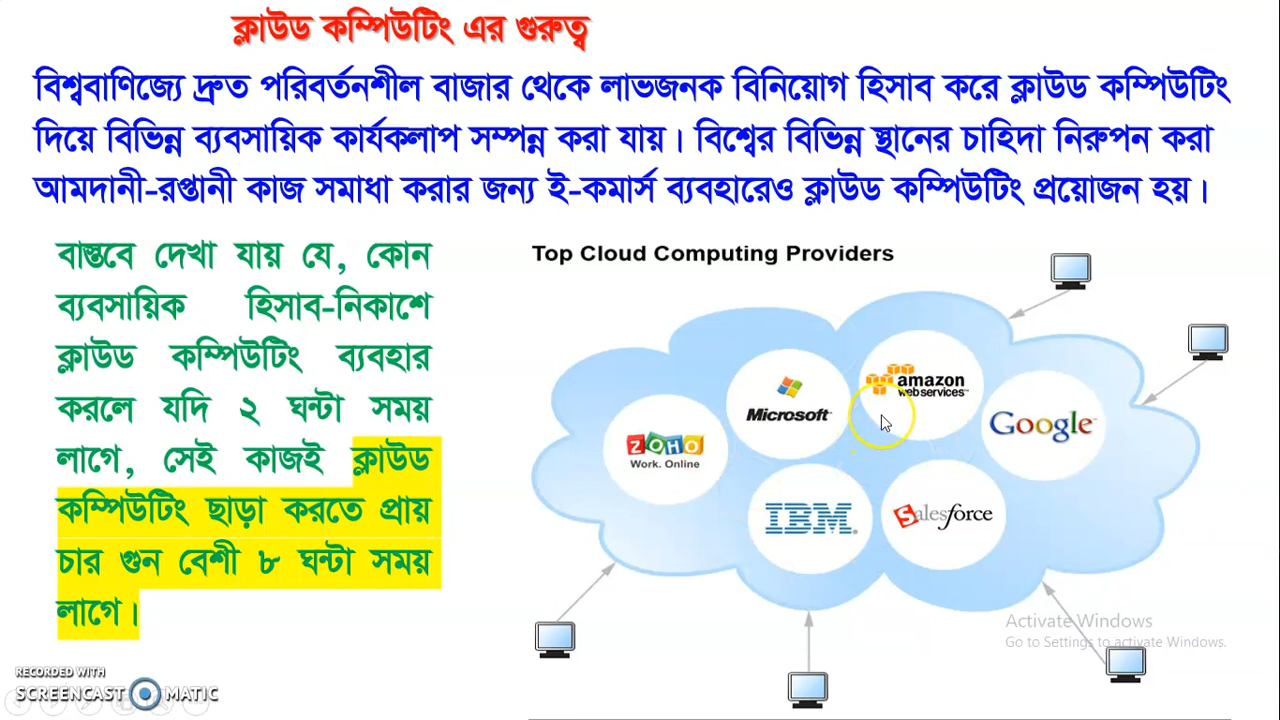 ক্লাউড কম্পিউটিং এর গুরুত্ব
বিশ্ববাণিজ্যে দ্রুত পরিবর্তনশীল বাজার থেকে লাভজনক বিনিয়োগ হিসাব করে ক্লাউড কম্পিউটিং
দিয়ে বিভিন্ন ব্যবসায়িক কার্যকলাপ সম্পন্ন করা যায়। বিশ্বের বিভিন্ন স্থানের চাহিদা নিরুপন করা
আমদানী-রপ্তানী কাজ সমাধা করার জন্য ই-কমার্স ব্যবহারেও ক্লাউড কম্পিউটিং প্রয়োজন হয়।
বাস্তবে দেখা যায় যে, কোন
ব্যবসায়িক হিসাব-নিকাশে
ক্লাউড কম্পিউটিং ব্যবহার
করলে যদি ২ ঘন্টা সময়
লাগে, সেই কাজই ক্লাউড
কম্পিউটিং ছাড়া করতে প্রায়
চার গুন বেশী ৮ ঘন্টা সময়
লাগে।
Top Cloud Computing Providers
ZOHO
Work. Online
Microsoft
amazon
webservices™
Google™
IBM
Salesforce
Activate Windows
Go to Settings to activate Windows.
RECORDED WITH
SCREENCAST MATIC